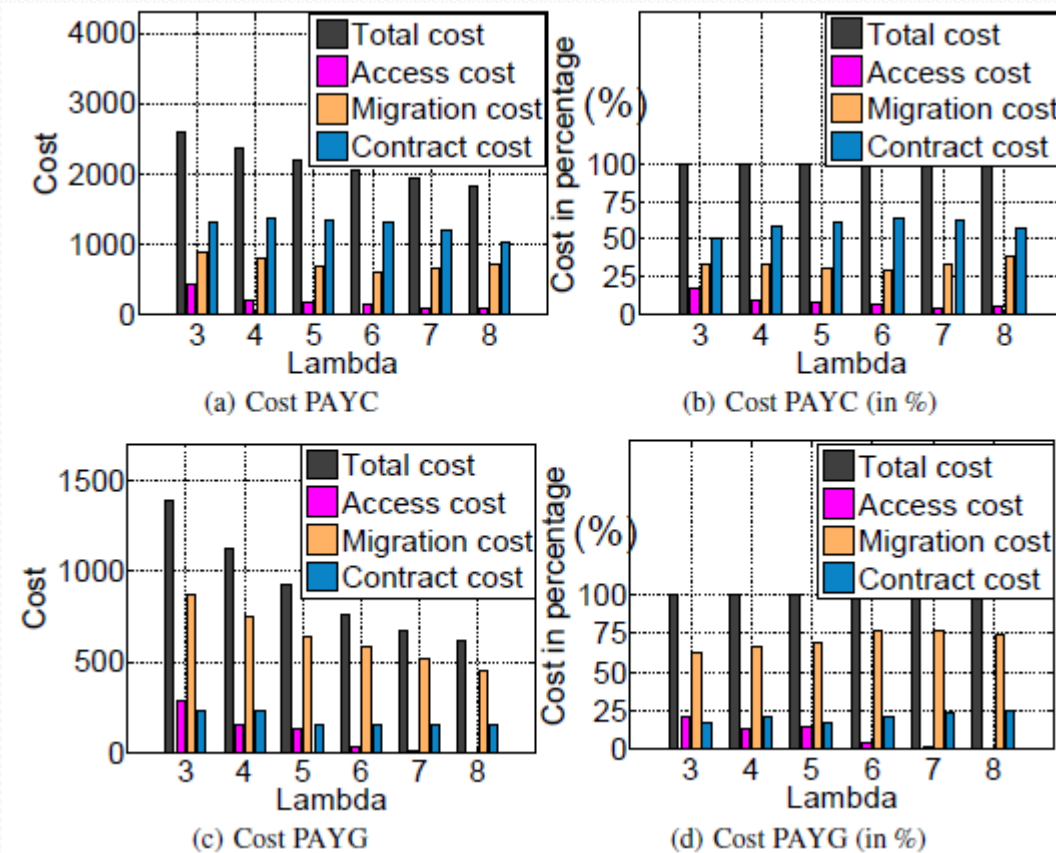 4000
3000
2000
1000
0
Cost
Total cost
Access cost
Migration cost
Contract cost
3 4 5 6 7 8
Lambda
(a) Cost PAYC
Cost in percentage (%)
100
75
50
25
0
Total cost
Access cost
Migration cost
Contract cost
3 4 5 6 7 8
Lambda
(b) Cost PAYC (in %)
1500
1000
500
0
Cost
Total cost
Access cost
Migration cost
Contract cost
3 4 5 6 7 8
Lambda
(c) Cost PAYG
Cost in percentage (%)
100
75
50
25
0
Total cost
Access cost
Migration cost
Contract cost
3 4 5 6 7 8
Lambda
(d) Cost PAYG (in %)